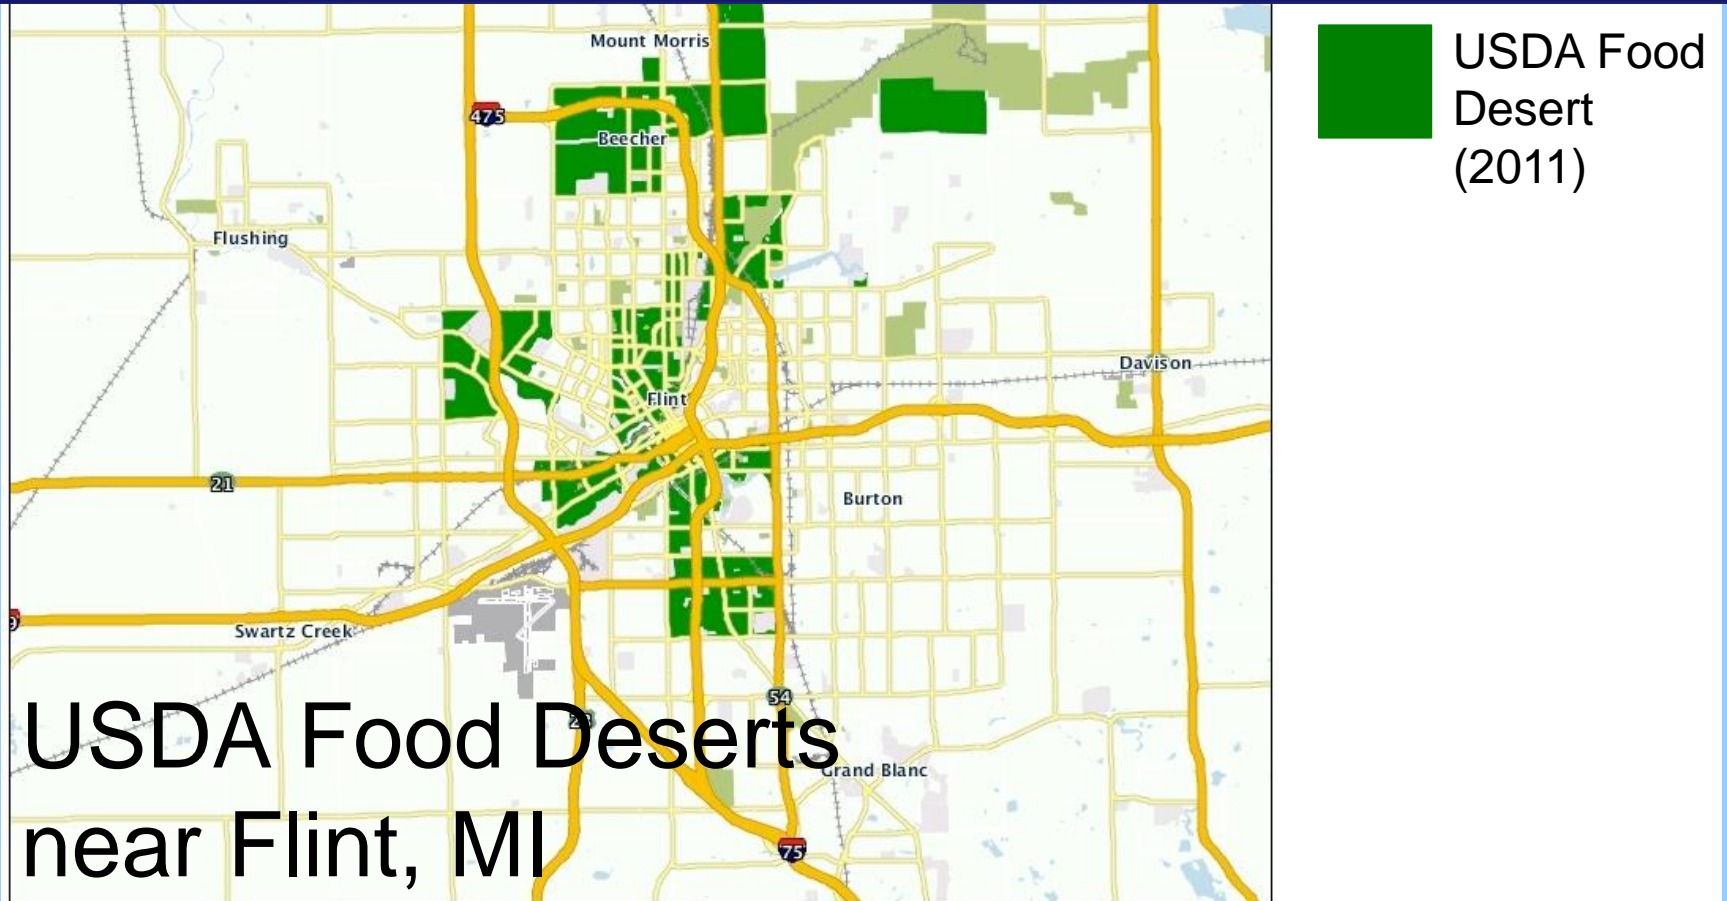 Mount Morris
475
Beecher
Flushing
Flint
Davison
21
Burton
Swartz Creek
54
USDA Food Deserts
near Flint, MI
Grand Blanc
75
USDA Food
Desert
(2011)